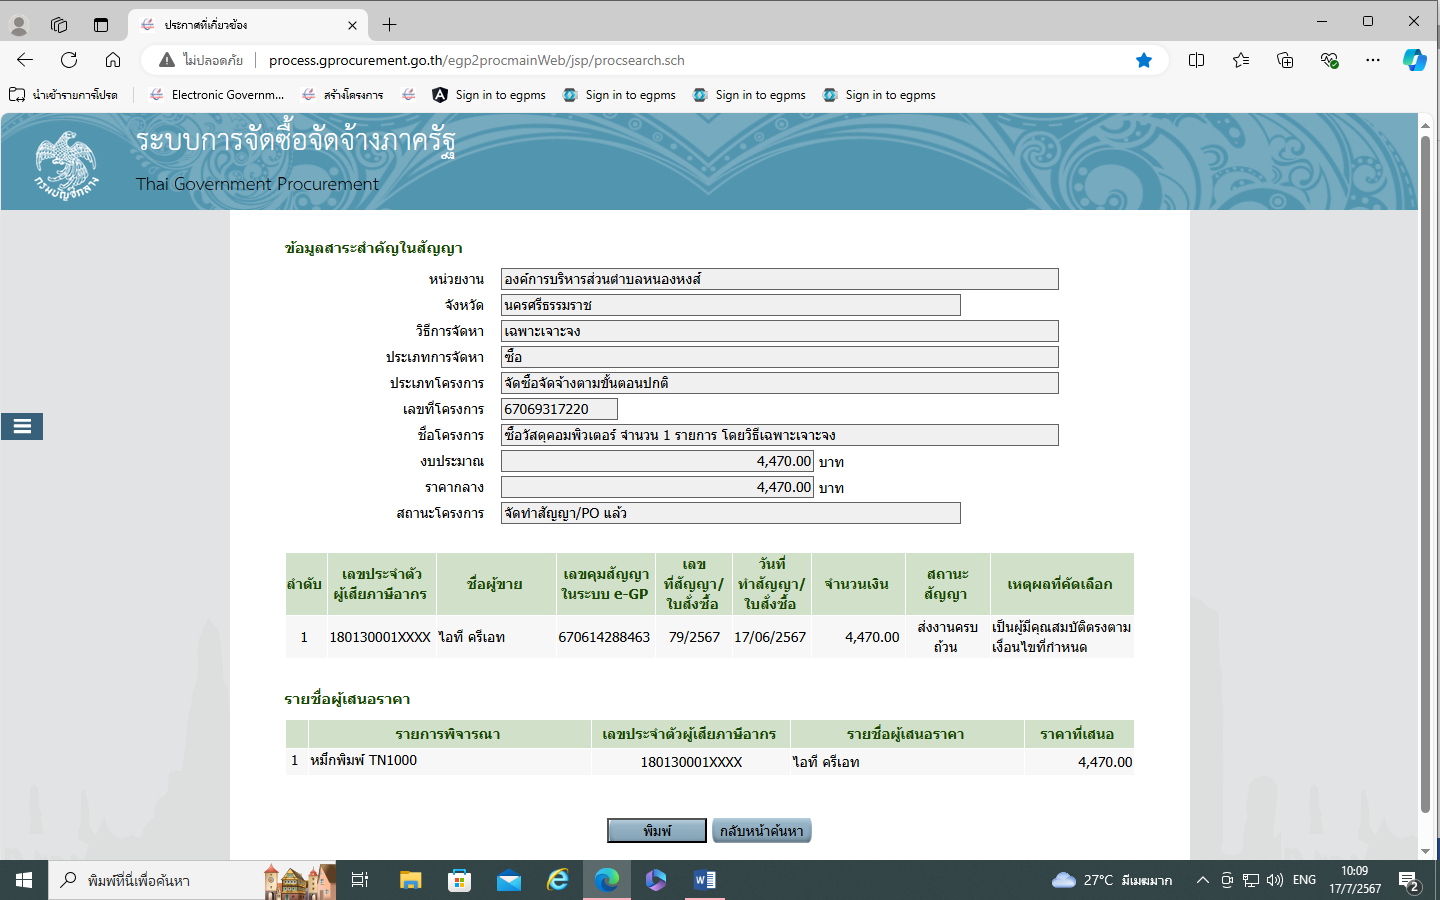 ประกาศที่เกี่ยวข้อง
ไม่ปลอดภัย
process.gprocurement.go.th/egp2procmainWeb/jsp/procsearch.sch
นำเข้ารายการโปรด
Electronic Governm...
สร้างโครงการ
Sign in to egpms
Sign in to egpms
Sign in to egpms
Sign in to egpms
ระบบการจัดซื้อจัดจ้างภาครัฐ
Thai Government Procurement
กรมบัญชีกลาง
ข้อมูลสาระสำคัญในสัญญา
หน่วยงาน องค์การบริหารส่วนตำบลหนองหงส์
จังหวัด นครศรีธรรมราช
วิธีการจัดหา เฉพาะเจาะจง
ประเภทการจัดหา ซื้อ
ประเภทโครงการ จัดซื้อจัดจ้างตามขั้นตอนปกติ
เลขที่โครงการ 67069317220
ชื่อโครงการ ซื้อวัสดุคอมพิวเตอร์ จำนวน 1 รายการ โดยวิธีเฉพาะเจาะจง
งบประมาณ 4,470.00 บาท
ราคากลาง 4,470.00 บาท
สถานะโครงการ จัดทำสัญญา/PO แล้ว
ลำดับ เลขประจำตัวผู้เสียภาษีอากร ชื่อผู้ขาย เลขคุมสัญญาในระบบ e-GP เลขที่สัญญา/ใบสั่งซื้อ วันที่ทำสัญญา/ใบสั่งซื้อ จำนวนเงิน สถานะสัญญา เหตุผลที่คัดเลือก
1 180130001XXXX ไอที ครีเอท 670614288463 79/2567 17/06/2567 4,470.00 ส่งงานครบถ้วน เป็นผู้มีคุณสมบัติตรงตามเงื่อนไขที่กำหนด
รายชื่อผู้เสนอราคา
รายการพิจารณา เลขประจำตัวผู้เสียภาษีอากร รายชื่อผู้เสนอราคา ราคาที่เสนอ
1 หมึกพิมพ์ TN1000 180130001XXXX ไอที ครีเอท 4,470.00
พิมพ์ กลับหน้าค้นหา
พิมพ์ที่นี่เพื่อค้นหา
27°C มีเมฆมาก
ENG
10:09
17/7/2567
2